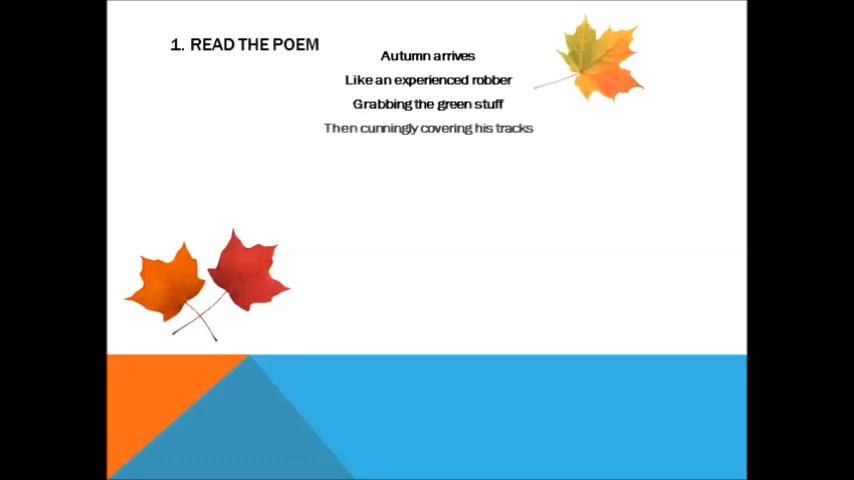 1. READ THE POEM
Autumn arrives
Like an experienced robber
Grabbing the green stuff
Then cunningly covering his tracks